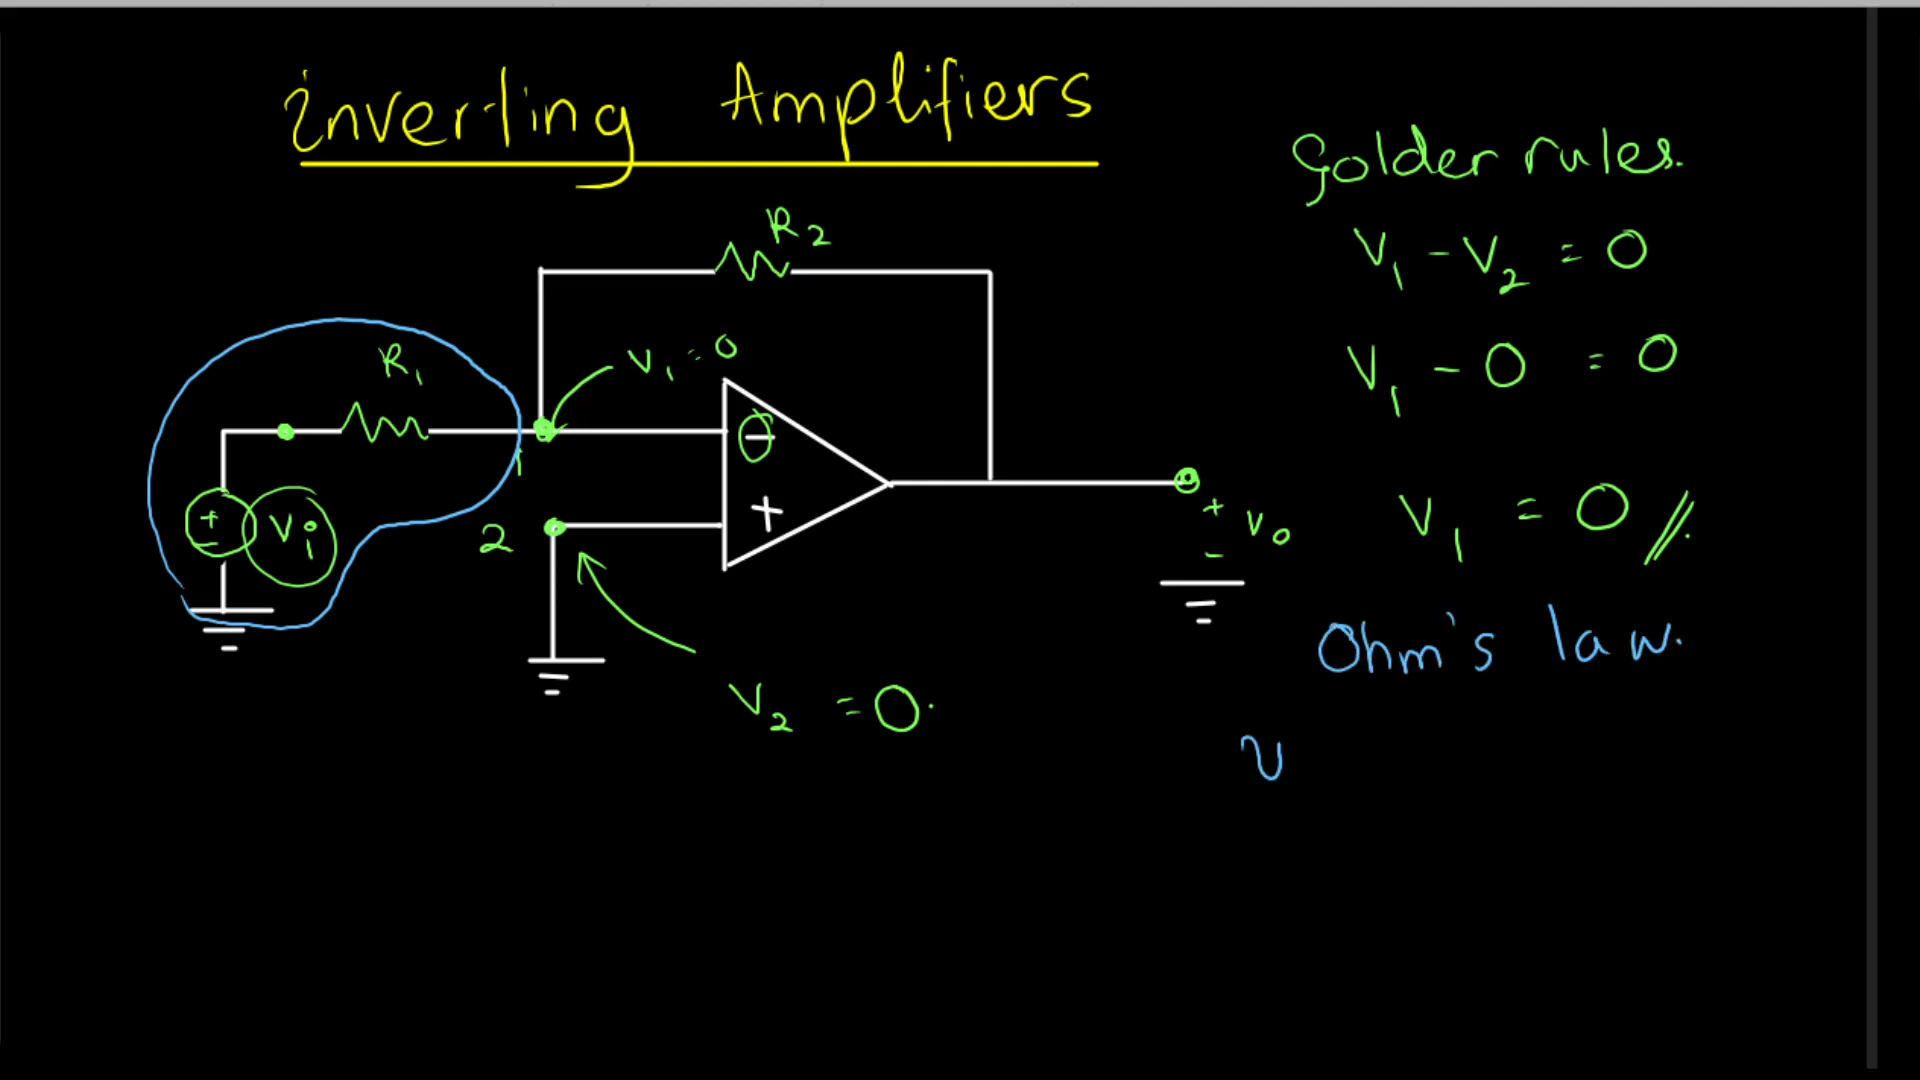 inverting Amplifiers
Golder rules.
R2
V1 - V2 = 0
V1 = 0
R1
V1 - 0 = 0
1
-
+
+
-
Vi
2
+
-
Vo
V1 = 0 //.
V2 = 0.
Ohm's law.
V